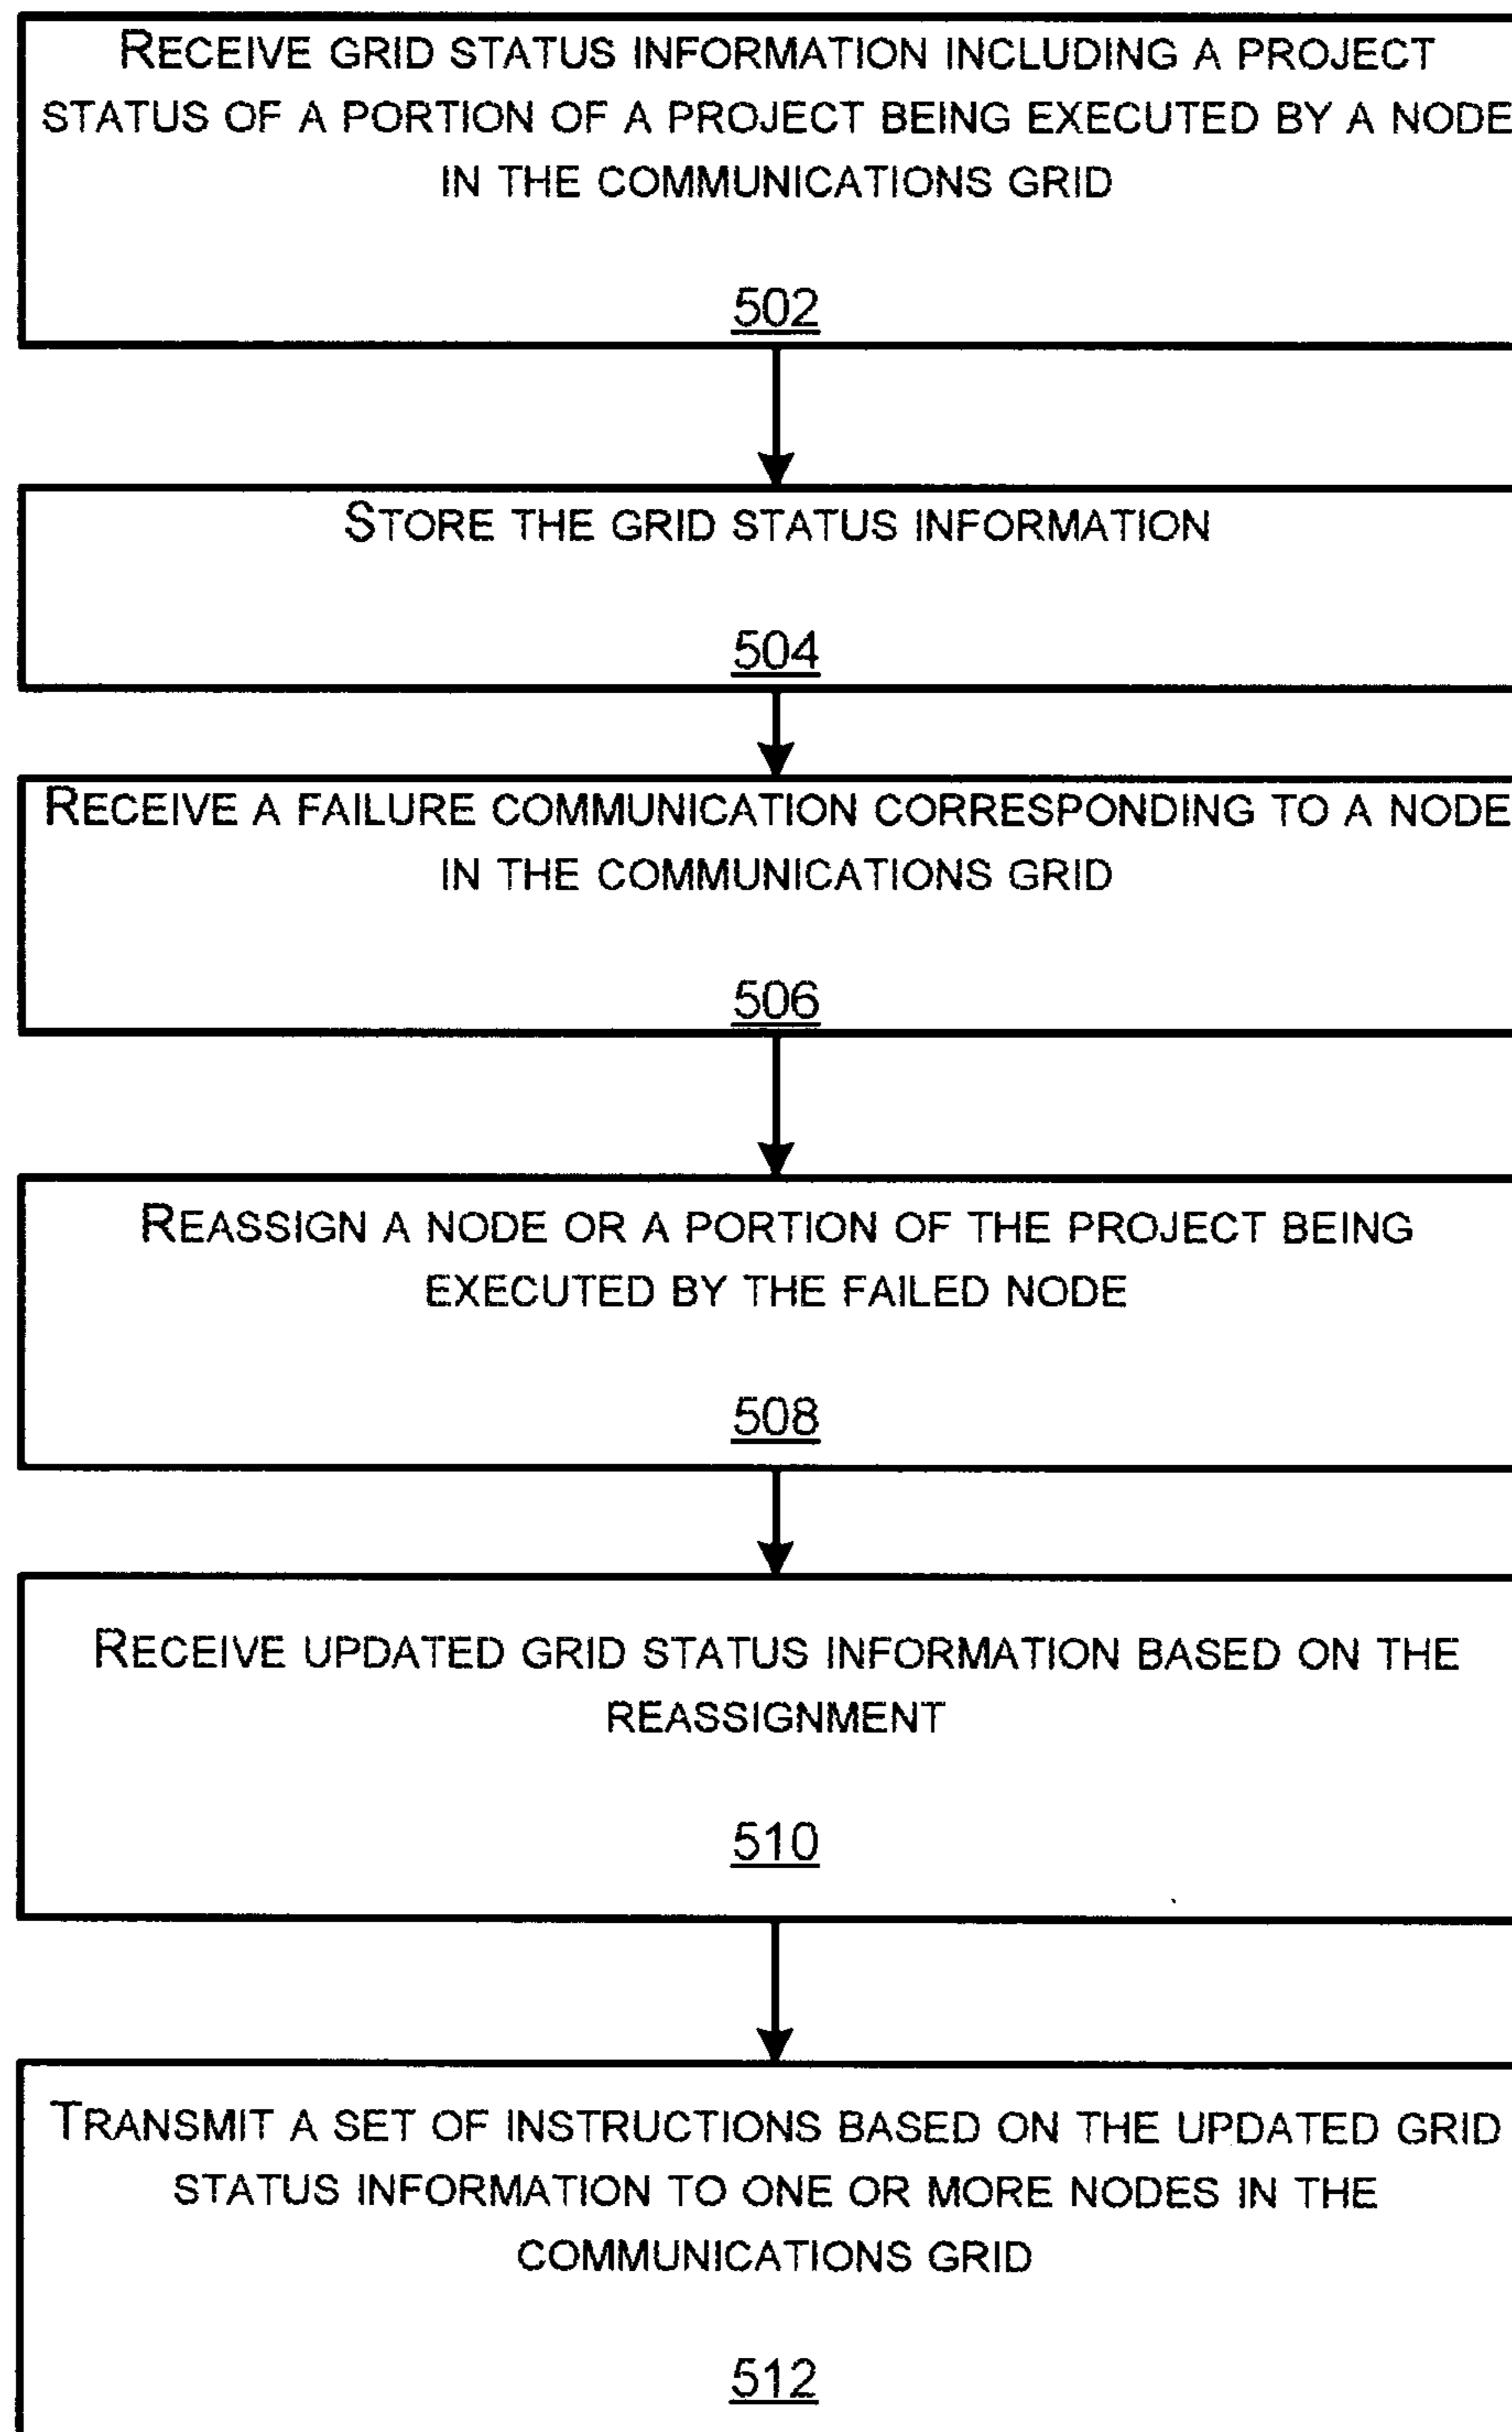 RECEIVE GRID STATUS INFORMATION INCLUDING A PROJECT
STATUS OF A PORTION OF A PROJECT BEING EXECUTED BY A NODE
IN THE COMMUNICATIONS GRID
502
STORE THE GRID STATUS INFORMATION
504
RECEIVE A FAILURE COMMUNICATION CORRESPONDING TO A NODE
IN THE COMMUNICATIONS GRID
506
REASSIGN A NODE OR A PORTION OF THE PROJECT BEING
EXECUTED BY THE FAILED NODE
508
RECEIVE UPDATED GRID STATUS INFORMATION BASED ON THE
REASSIGNMENT
510
TRANSMIT A SET OF INSTRUCTIONS BASED ON THE UPDATED GRID
STATUS INFORMATION TO ONE OR MORE NODES IN THE
COMMUNICATIONS GRID
512